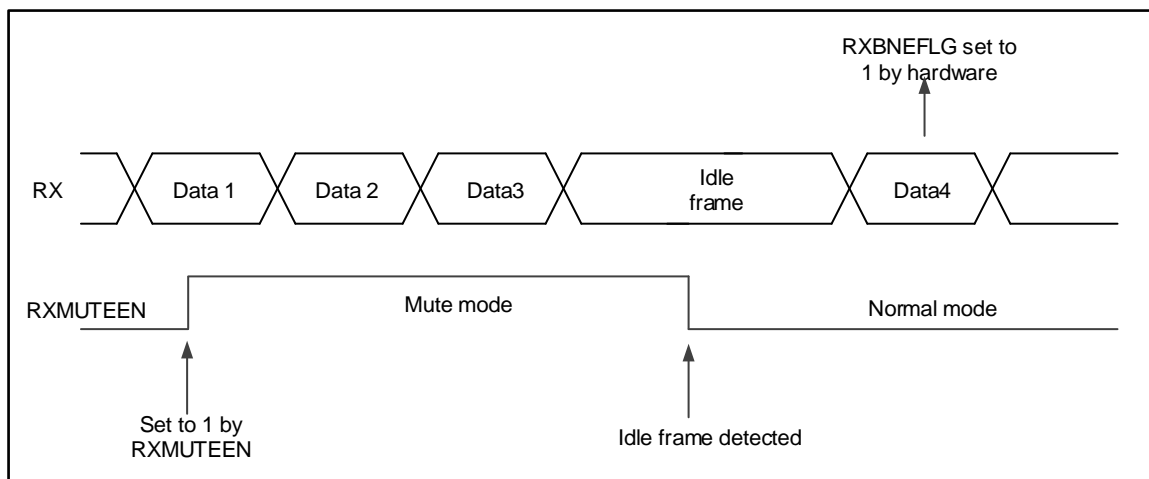 RXBNEFLG set to
1 by hardware
RX
Data 1
Data 2
Data3
Idle
frame
Data4
RXMUTEEN
Mute mode
Normal mode
Set to 1 by
RXMUTEEN
Idle frame detected